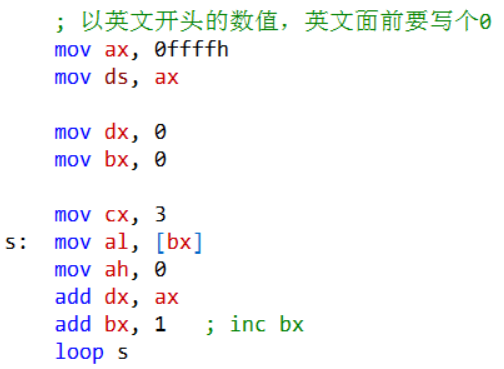 ; 以英文开头的数值，英文面前要写个0
mov ax, 0ffffh
mov ds, ax
mov dx, 0
mov bx, 0
mov cx, 3
s: mov al, [bx]
mov ah, 0
add dx, ax
add bx, 1 ; inc bx
loop s